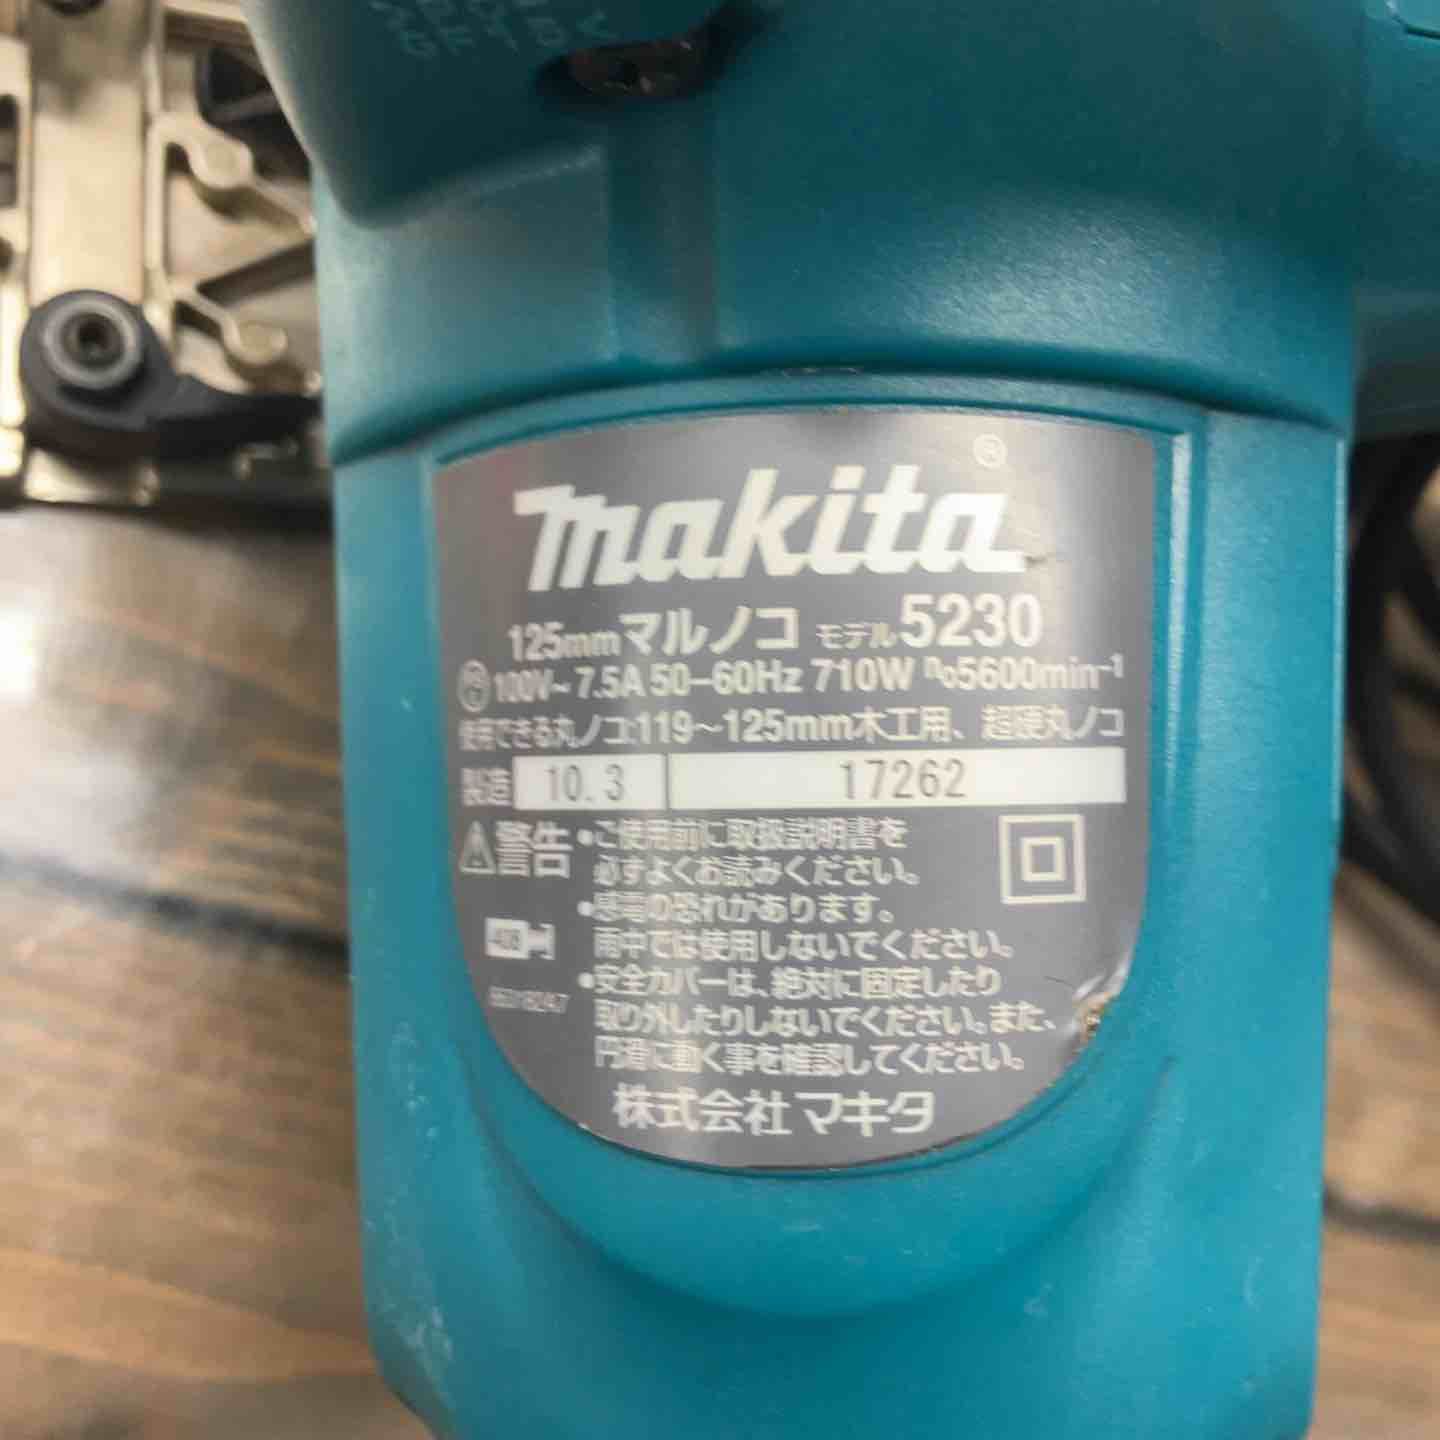 makita®
125mmマルノコ モデル5230
100V~ 7.5A 50-60Hz 710W n05600min-1
使用できる丸ノコ:119～125mm木工用、超硬丸ノコ
製造 10.3 17262
警告 •ご使用前に取扱説明書を
必ずよくお読みください。
•感電の恐れがあります。
雨中では使用しないでください。
•安全カバーは、絶対に固定したり
取り外したりしないでください。また、
円滑に動く事を確認してください。
株式会社マキタ